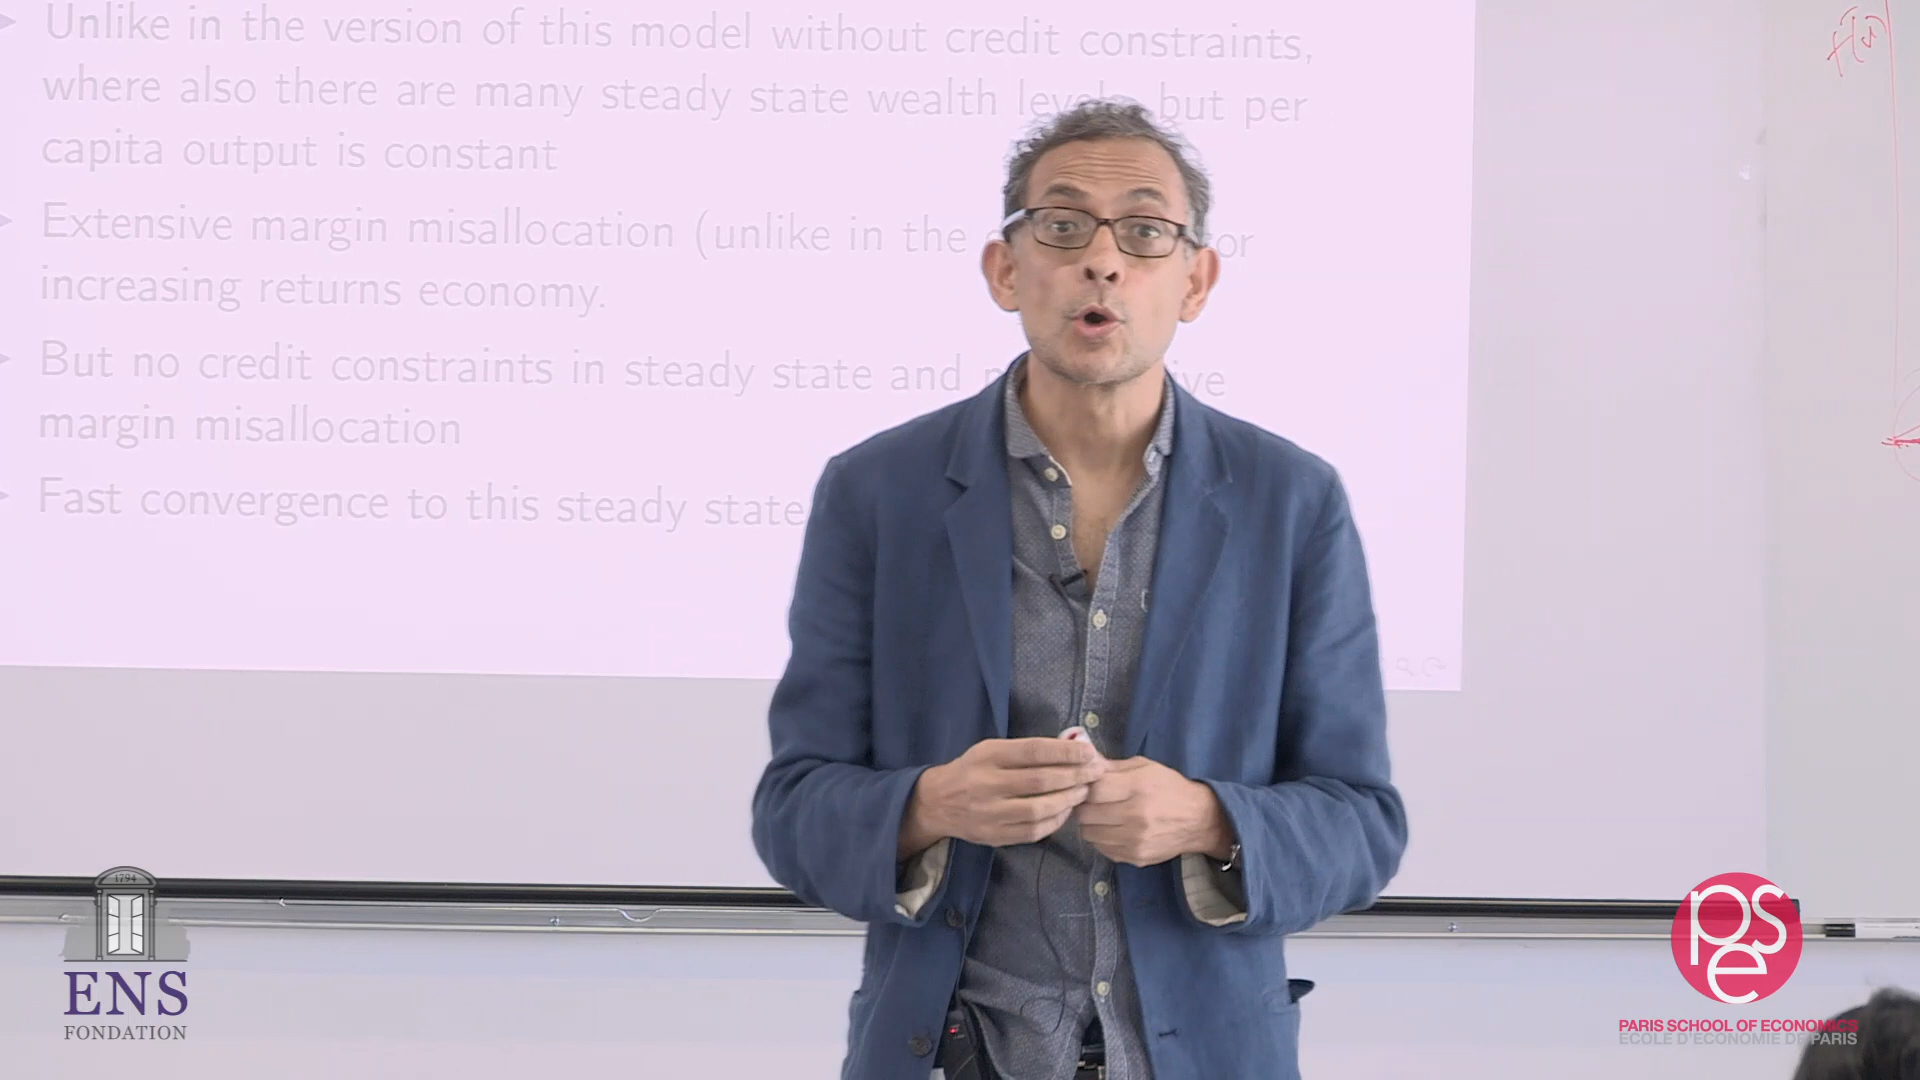 Unlike in the version of this model without credit constraints,
where also there are many steady state wealth levels, but per
capita output is constant
Extensive margin misallocation (unlike in the
or
increasing returns economy.
But no credit constraints in steady state and
ive
margin misallocation
Fast convergence to this steady state
f(x)
1794
ENS
FONDATION
pse
PARIS SCHOOL OF ECONOMICS
ECOLE D'ECONOMIE DE PARIS